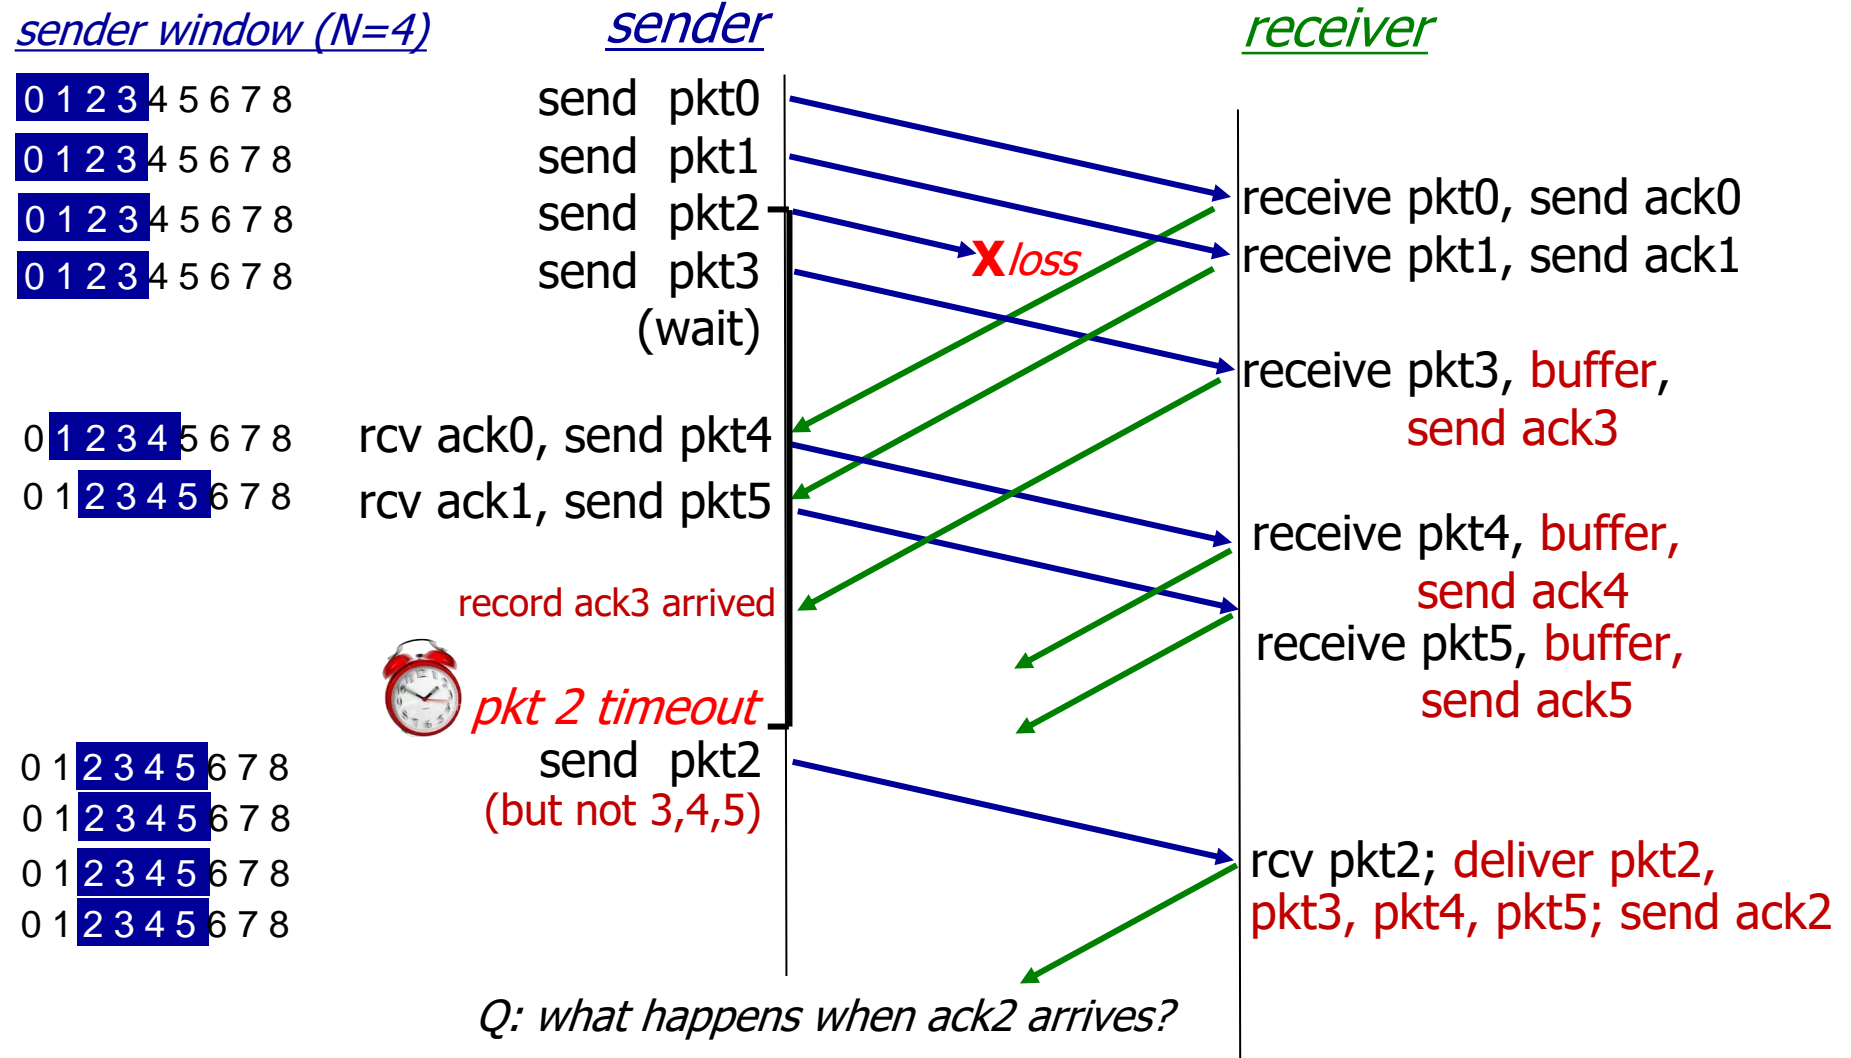 sender window (N=4)
sender
receiver
0 1 2 3 4 5 6 7 8
send pkt0
0 1 2 3 4 5 6 7 8
send pkt1
0 1 2 3 4 5 6 7 8
send pkt2
0 1 2 3 4 5 6 7 8
send pkt3
(wait)
X loss
receive pkt0, send ack0
receive pkt1, send ack1
receive pkt3, buffer,
send ack3
0 1 2 3 4 5 6 7 8
rcv ack0, send pkt4
0 1 2 3 4 5 6 7 8
rcv ack1, send pkt5
receive pkt4, buffer,
send ack4
record ack3 arrived
receive pkt5, buffer,
send ack5
pkt 2 timeout
0 1 2 3 4 5 6 7 8
send pkt2
0 1 2 3 4 5 6 7 8
(but not 3,4,5)
0 1 2 3 4 5 6 7 8
0 1 2 3 4 5 6 7 8
rcv pkt2; deliver pkt2,
pkt3, pkt4, pkt5; send ack2
Q: what happens when ack2 arrives?